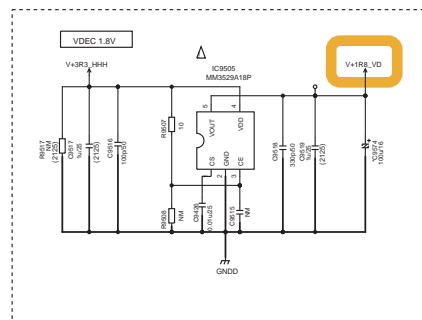 VDEC 1.8V
V+3R3_HHH
IC9505
MM3529A18P
V+1R8_VD
R9517
NM
(2125)
C9517
1u/25
(2125)
C9516
100p/50
R9507
10
5
4
VOUT
VDD
CS
GND
CE
1
2
3
C9518
330p/50
C9519
1u/25
(2125)
*C9574
100u/16
R9508
NM
C9428
0.01u/25
C9515
NM
GNDD